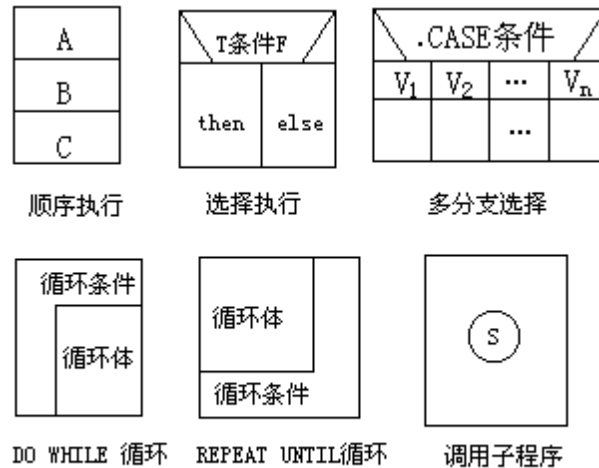 A
B
C
顺序执行
T条件F
then else
选择执行
.CASE条件
V1 V2 … Vn
…
多分支选择
循环条件
循环体
DO WHILE 循环
循环体
循环条件
REPEAT UNTIL循环
S
调用子程序